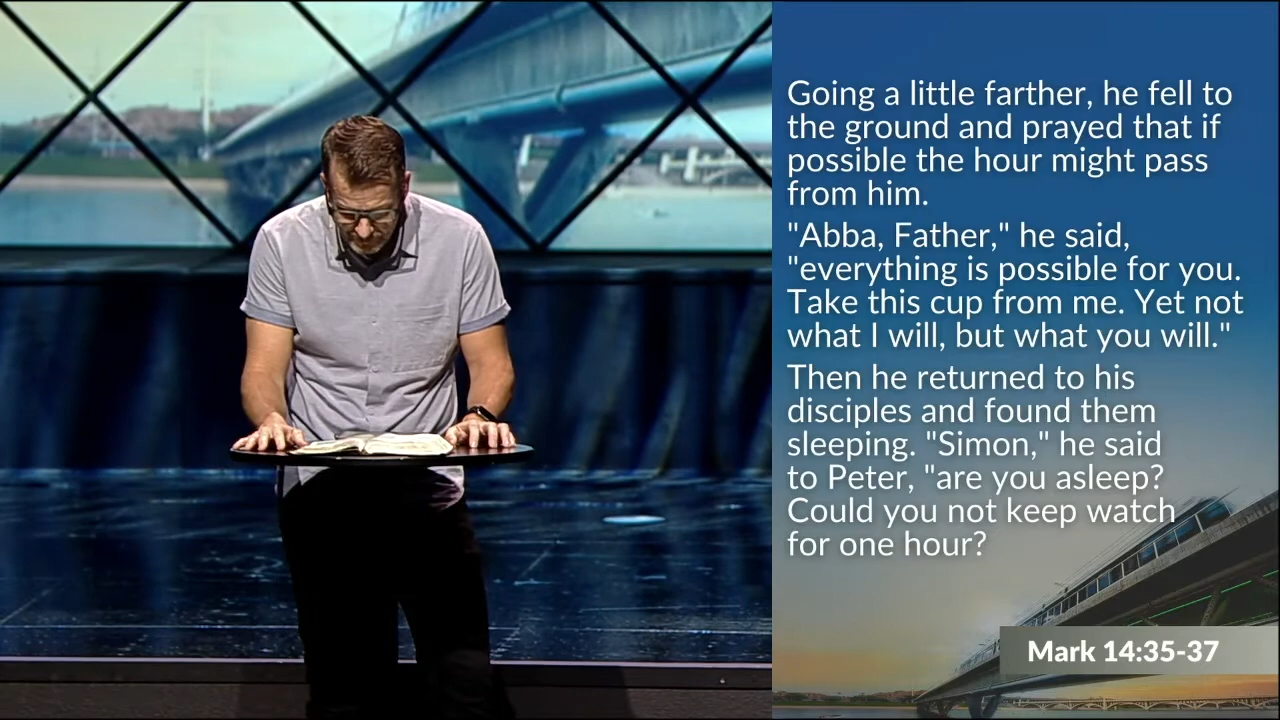 Going a little farther, he fell to
the ground and prayed that if
possible the hour might pass
from him.
"Abba, Father," he said,
"everything is possible for you.
Take this cup from me. Yet not
what I will, but what you will."
Then he returned to his
disciples and found them
sleeping. "Simon," he said
to Peter, "are you asleep?
Could you not keep watch
for one hour?
Mark 14:35-37